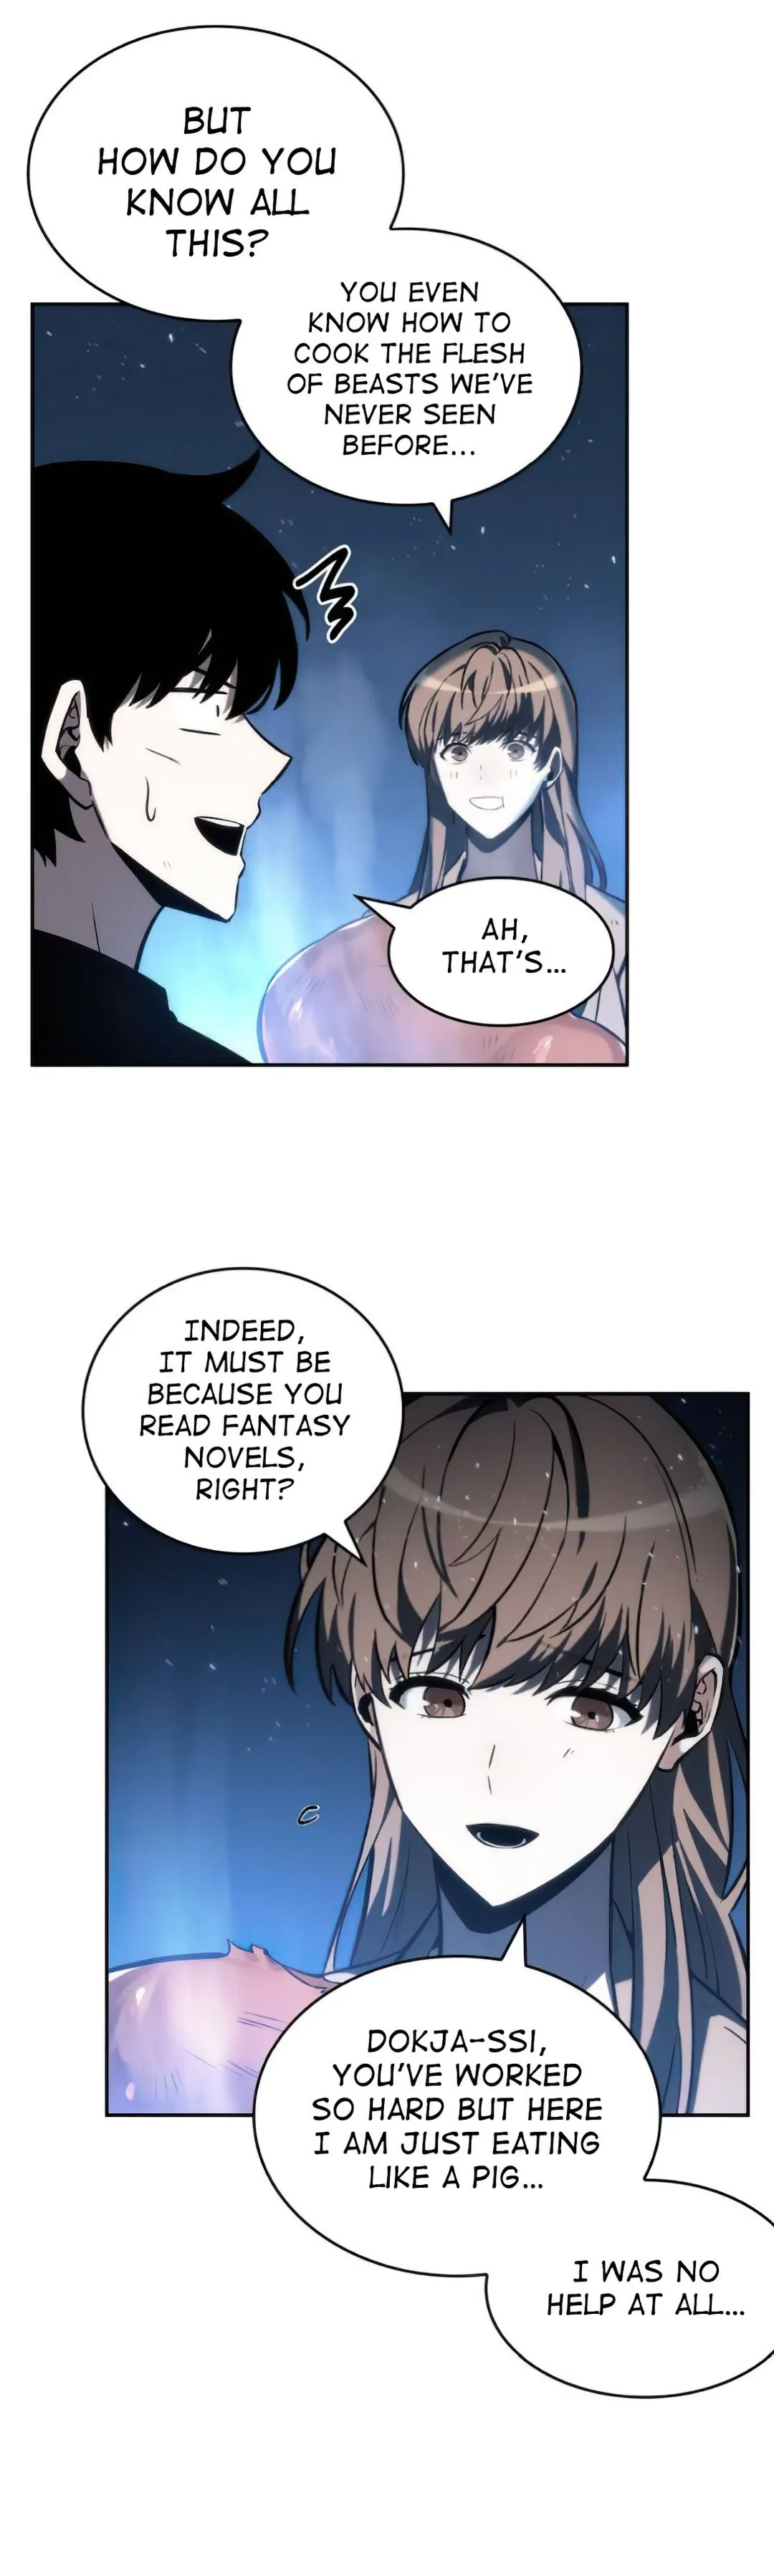 BUT
HOW DO YOU
KNOW ALL
THIS?
YOU EVEN
KNOW HOW TO
COOK THE FLESH
OF BEASTS WE'VE
NEVER SEEN
BEFORE...
AH,
THAT'S...
INDEED,
IT MUST BE
BECAUSE YOU
READ FANTASY
NOVELS,
RIGHT?
DOKJA-SSI,
YOU'VE WORKED
SO HARD BUT HERE
I AM JUST EATING
LIKE A PIG...
I WAS NO
HELP AT ALL...